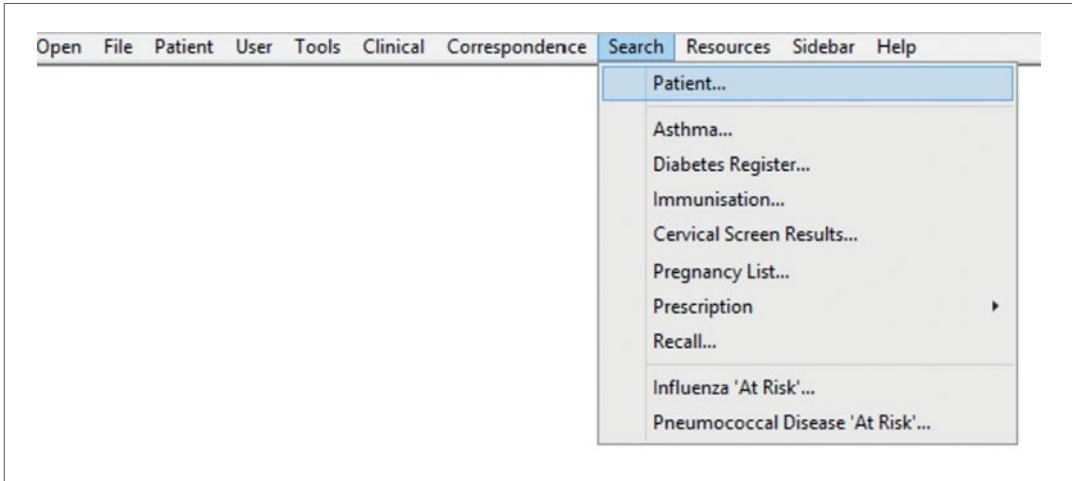 Open File Patient User Tools Clinical Correspondence Search Resources Sidebar Help
Patient...
Asthma...
Diabetes Register...
Immunisation...
Cervical Screen Results...
Pregnancy List...
Prescription
Recall...
Influenza 'At Risk'...
Pneumococcal Disease 'At Risk'...